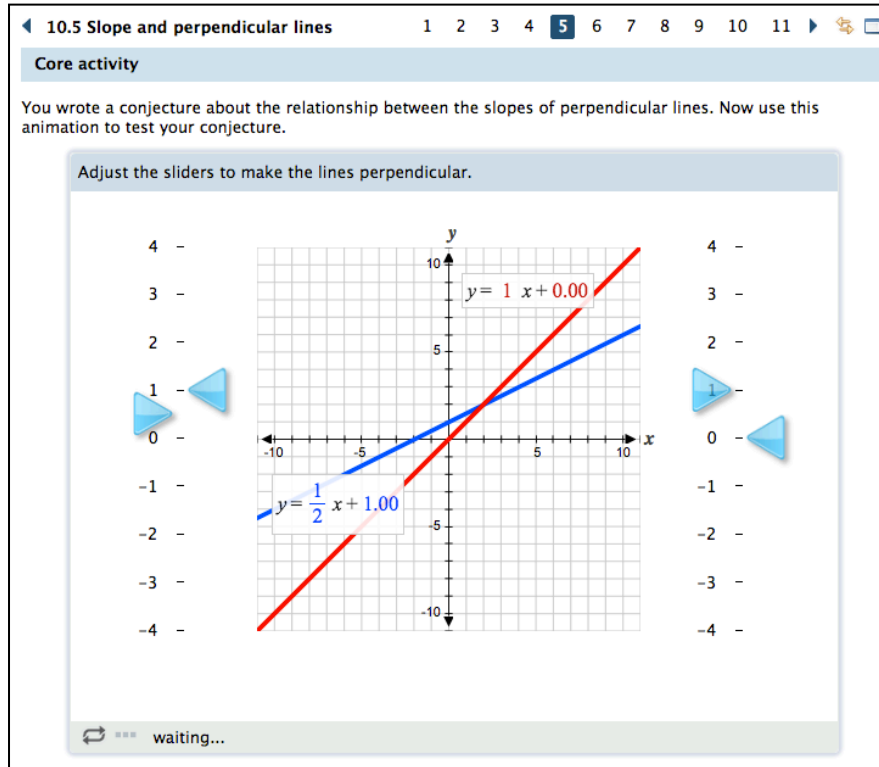 10.5 Slope and perpendicular lines 1 2 3 4 5 6 7 8 9 10 11
Core activity
You wrote a conjecture about the relationship between the slopes of perpendicular lines. Now use this
animation to test your conjecture.
Adjust the sliders to make the lines perpendicular.
4
3
2
1
0
-1
-2
-3
-4
y
10
5
-10
-5
5
10
x
-5
-10
y = 1 x + 0.00
y = 1/2 x + 1.00
4
3
2
1
0
-1
-2
-3
-4
waiting...